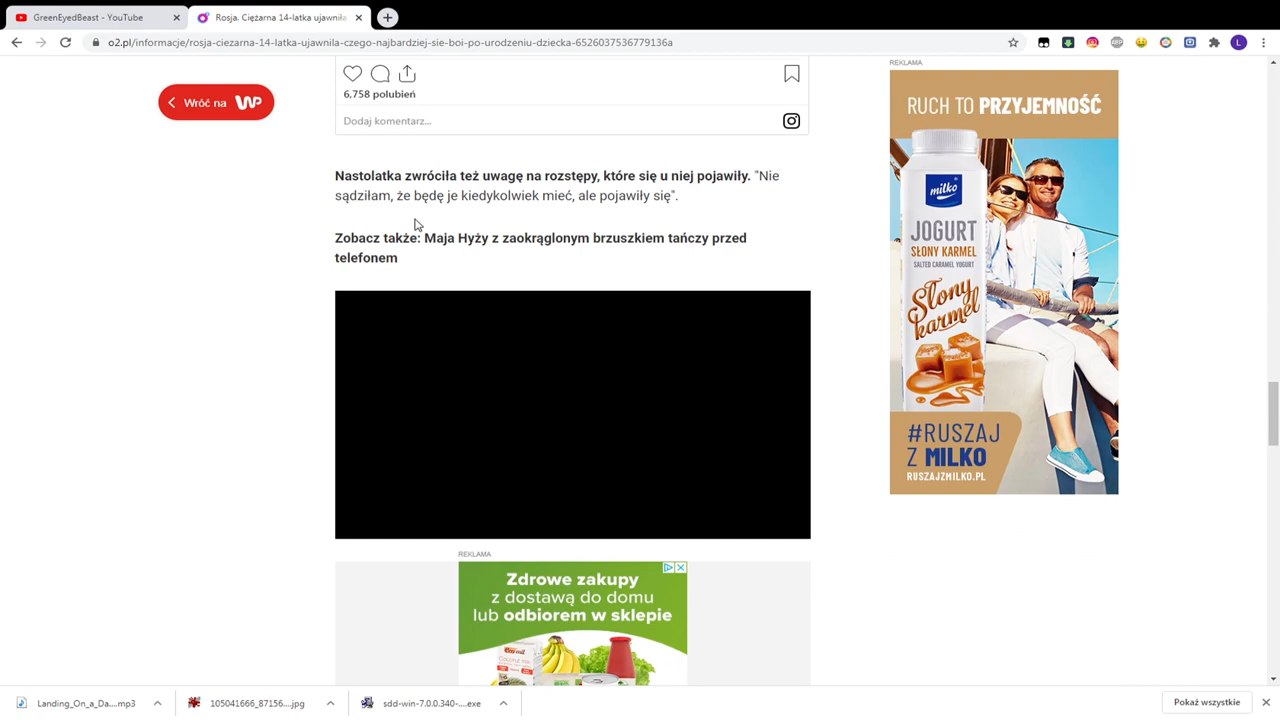 GreenEyedBeast - YouTube
Rosja. Ciężarna 14-latka ujawniła
o2.pl/informacje/rosja-ciezarna-14-latka-ujawnila-czego-najbardziej-sie-boi-po-urodzeniu-dziecka-6526037536779136a
ABP
L
Wróć na WP
6,758 polubień
Dodaj komentarz...
Nastolatka zwróciła też uwagę na rozstępy, które się u niej pojawiły. "Nie
sądziłam, że będę je kiedykolwiek mieć, ale pojawiły się".
Zobacz także: Maja Hyży z zaokrąglonym brzuszkiem tańczy przed
telefonem
REKLAMA
Zdrowe zakupy
z dostawą do domu
lub odbiorem w sklepie
REKLAMA
RUCH TO PRZYJEMNOŚĆ
milko
JOGURT
SŁONY KARMEL
SALTED CARAMEL YOGURT
Słony
karmel
#RUSZAJ
Z MILKO
RUSZAJZMILKO.PL
Landing_On_a_Da....mp3
105041666_87156....jpg
sdd-win-7.0.0.340-....exe
Pokaż wszystkie